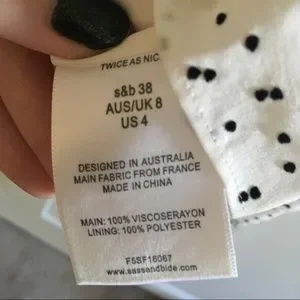 TWICE AS NIC
s&b 38
AUS/UK 8
US 4
DESIGNED IN AUSTRALIA
MAIN FABRIC FROM FRANCE
MADE IN CHINA
MAIN: 100% VISCOSERAYON
LINING: 100% POLYESTER
F5SF16067
www.sassandbide.com